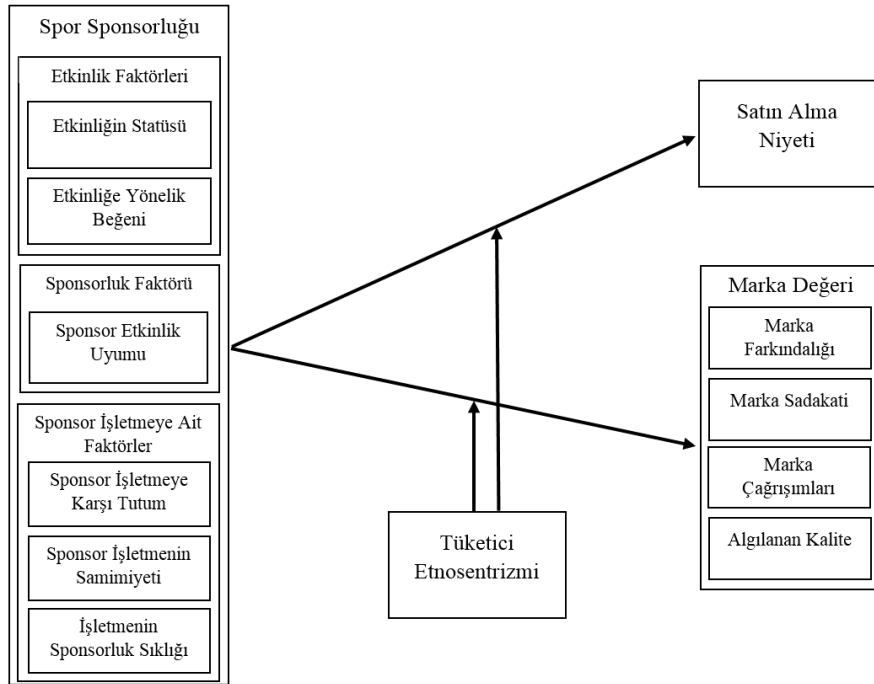 Spor Sponsorluğu
Etkinlik Faktörleri
Etkinliğin Statüsü
Etkinliğe Yönelik
Beğeni
Sponsorluk Faktörü
Sponsor Etkinlik
Uyumu
Sponsor İşletmeye Ait
Faktörler
Sponsor İşletmeye
Karşı Tutum
Sponsor İşletmenin
Samimiyeti
İşletmenin
Sponsorluk Sıklığı
Tüketici
Etnosentrizmi
Satın Alma
Niyeti
Marka Değeri
Marka
Farkındalığı
Marka Sadakati
Marka
Çağrışımları
Algılanan Kalite